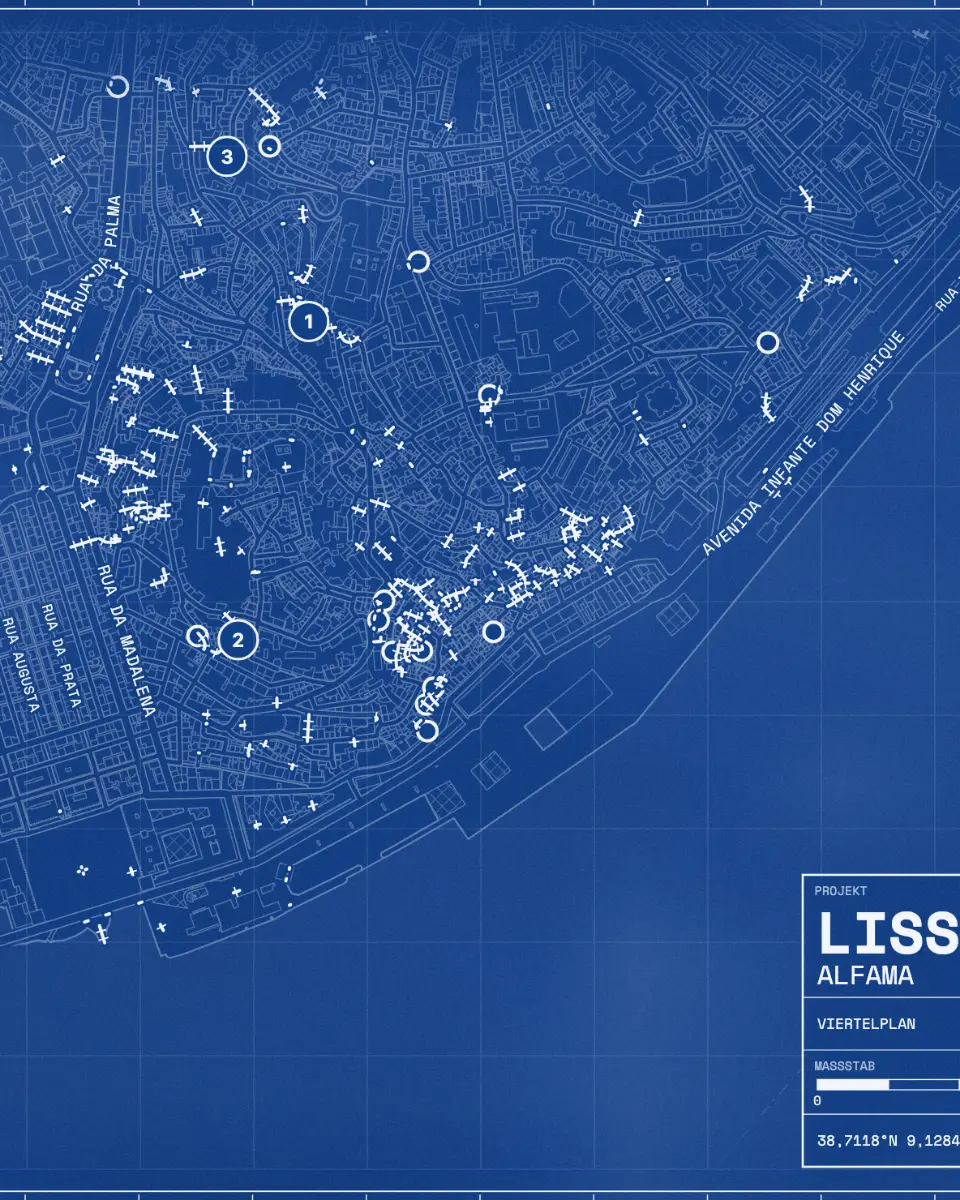 3
RUA DA PALMA
1
RUA
AVENIDA INFANTE DOM HENRIQUE
2
RUA DA MADALENA
RUA DA PRATA
RUA AUGUSTA
PROJEKT
LISS
ALFAMA
VIERTELPLAN
MASSSTAB
0
38,7118°N 9,1284